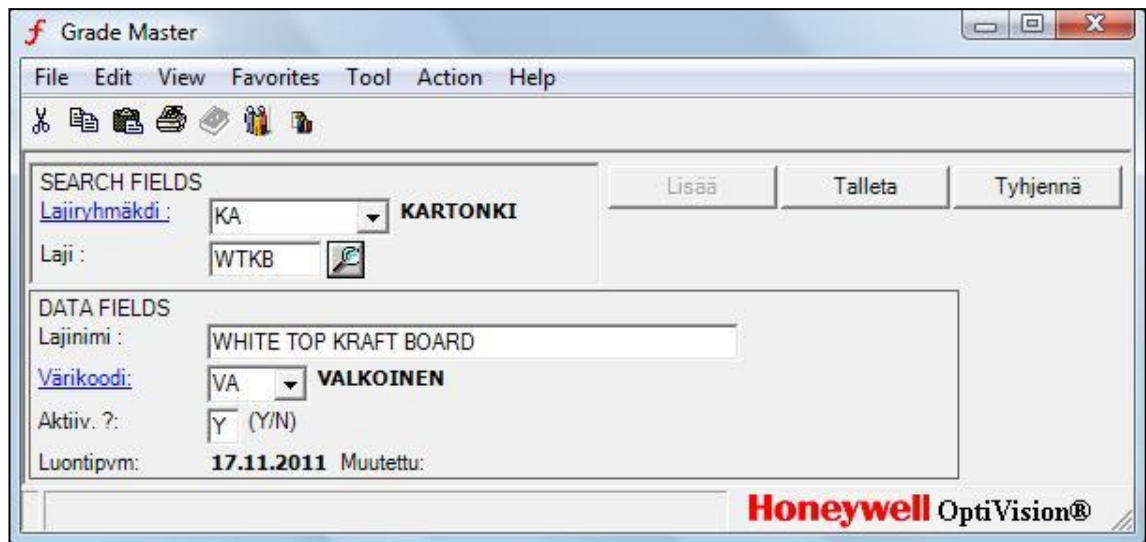 f Grade Master
File Edit View Favorites Tool Action Help
SEARCH FIELDS
Lajiryhmäkdi : KA KARTONKI
Lisää Talleta Tyhjennä
Laji : WTKB
DATA FIELDS
Lajinimi : WHITE TOP KRAFT BOARD
Värikoodi: VA VALKOINEN
Aktiiv. ?: Y (Y/N)
Luontipvm: 17.11.2011 Muutettu:
Honeywell OptiVision®